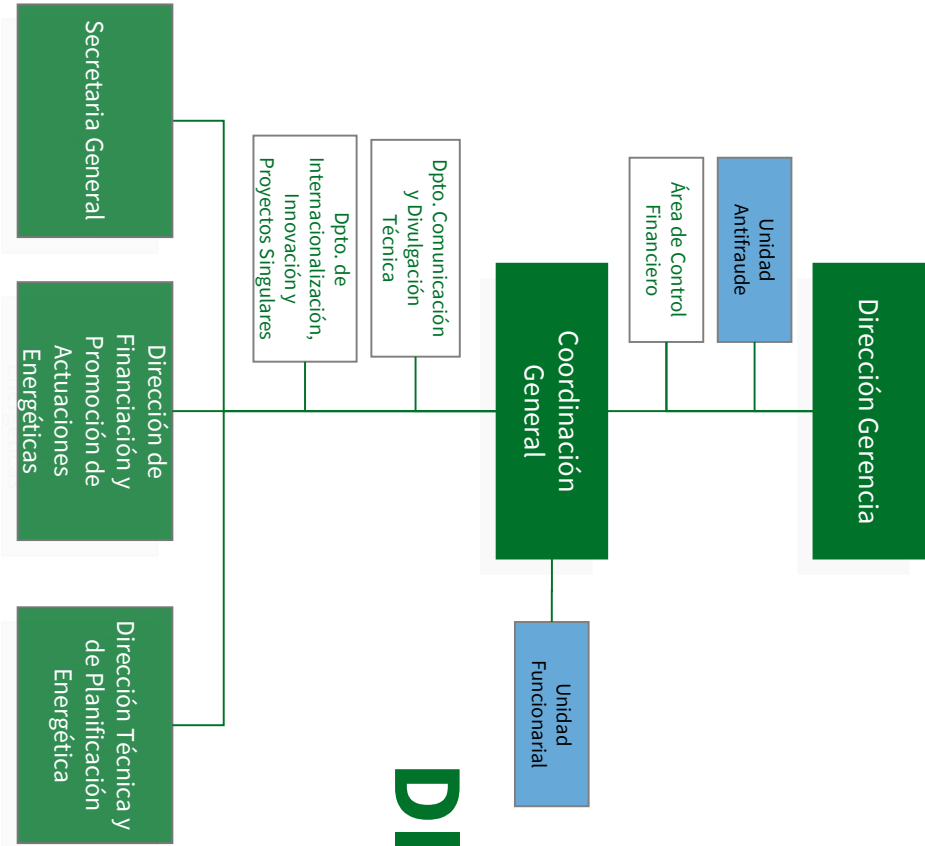 Dirección Gerencia
Unidad
Antifraude
Área de Control
Financiero
Coordinación
General
Unidad
Funcionarial
Dpto. Comunicación
y Divulgación
Técnica
Dpto. de
Internacionalización,
Innovación y
Proyectos Singulares
Secretaria General
Dirección de
Financiación y
Promoción de
Actuaciones
Energéticas
Dirección Técnica y
de Planificación
Energética